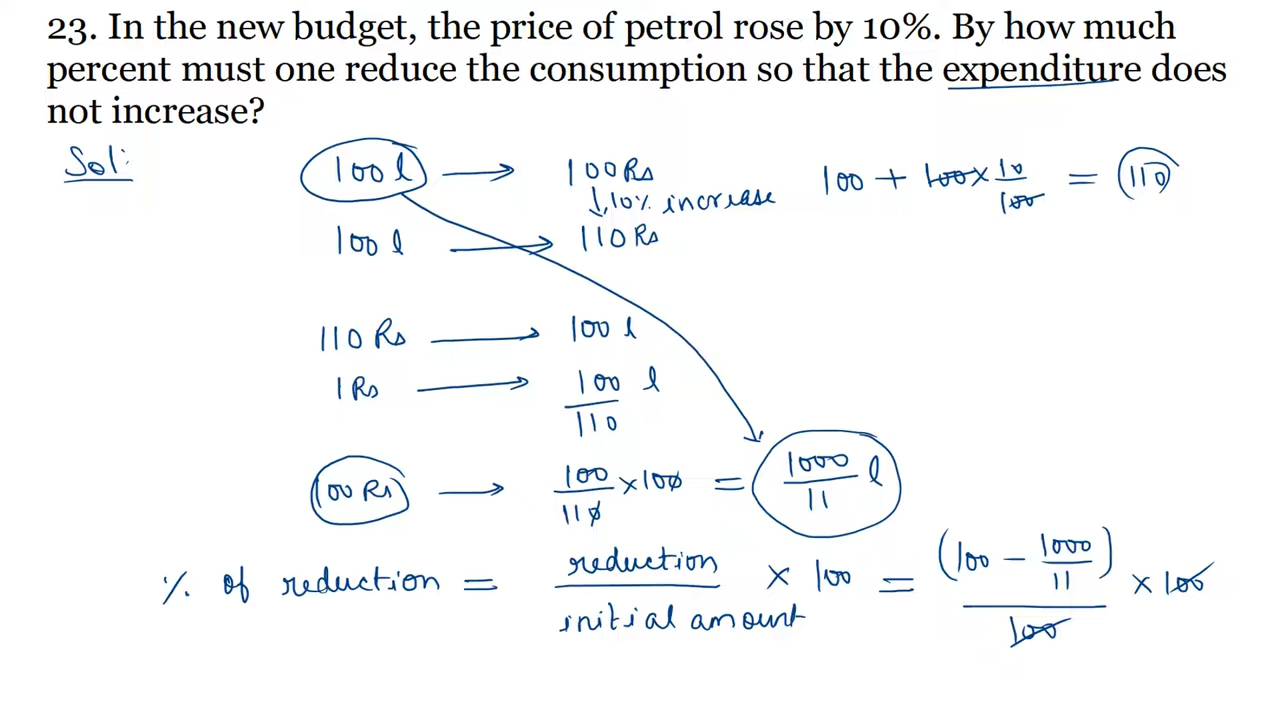 23. In the new budget, the price of petrol rose by 10%. By how much
percent must one reduce the consumption so that the expenditure does
not increase?
Sol:
100 l → 100 Rs 100 + 100 × 10/100 = 110
↓ 10% increase
100 l → 110 Rs
110 Rs → 100 l
1 Rs → 100/110 l
100 Rs → 100/110 × 100 = 1000/11 l
% of reduction = reduction/initial amount × 100 = (100 - 1000/11)/100 × 100